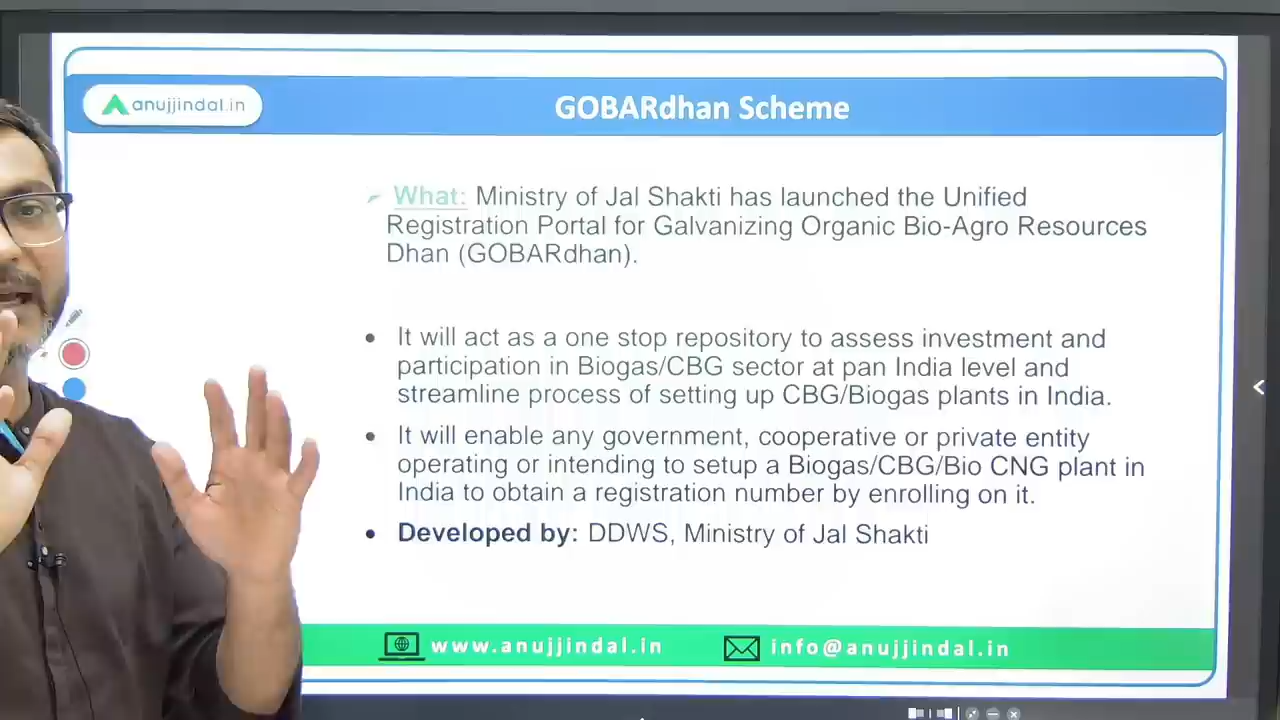 anujjindal.in
GOBARdhan Scheme
What: Ministry of Jal Shakti has launched the Unified
Registration Portal for Galvanizing Organic Bio-Agro Resources
Dhan (GOBARdhan).
It will act as a one stop repository to assess investment and
participation in Biogas/CBG sector at pan India level and
streamline process of setting up CBG/Biogas plants in India.
It will enable any government, cooperative or private entity
operating or intending to setup a Biogas/CBG/Bio CNG plant in
India to obtain a registration number by enrolling on it.
Developed by: DDWS, Ministry of Jal Shakti
www.anujjindal.in
info@anujjindal.in